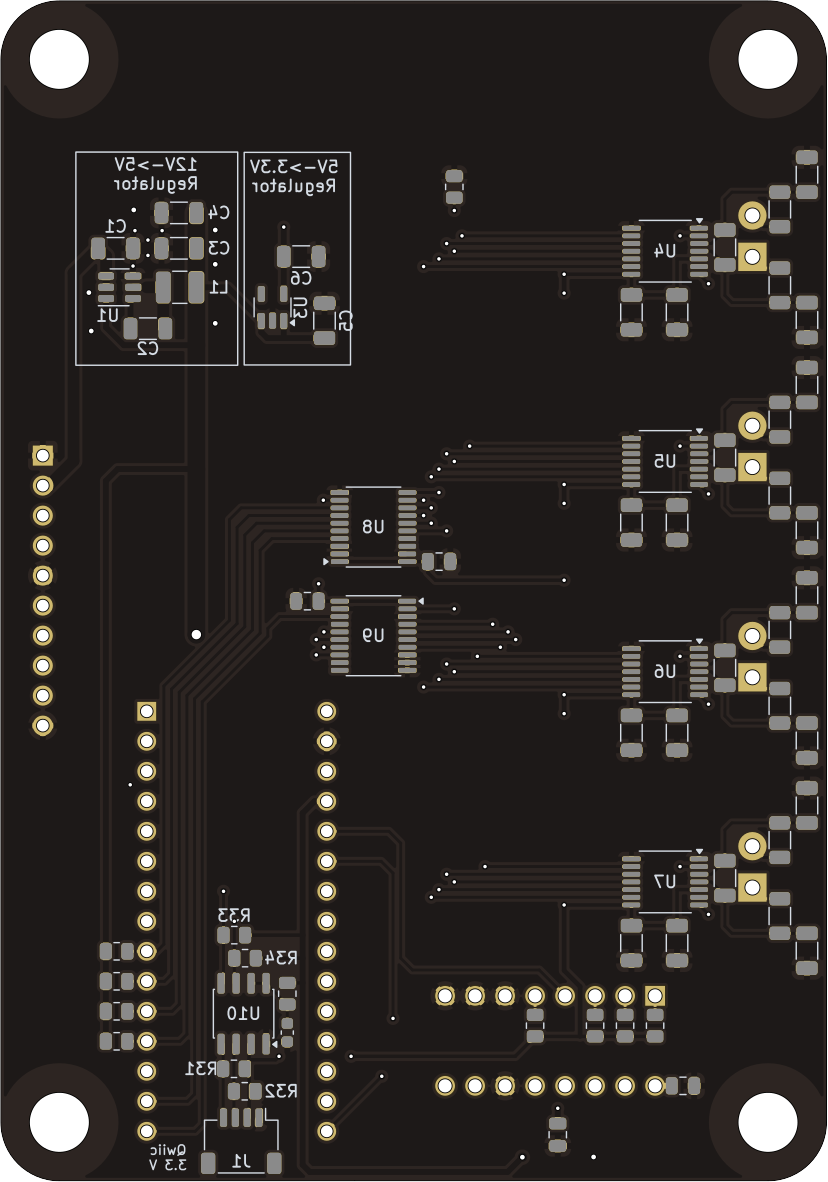 12V->5V
Regulator
5V->3.3V
Regulator
C4
C1
C3
L1
U1
C2
C6
U3
C5
U4
U5
U8
U9
U6
U7
R33
R34
U10
R31
R32
Qwiic
3.3 V
J1